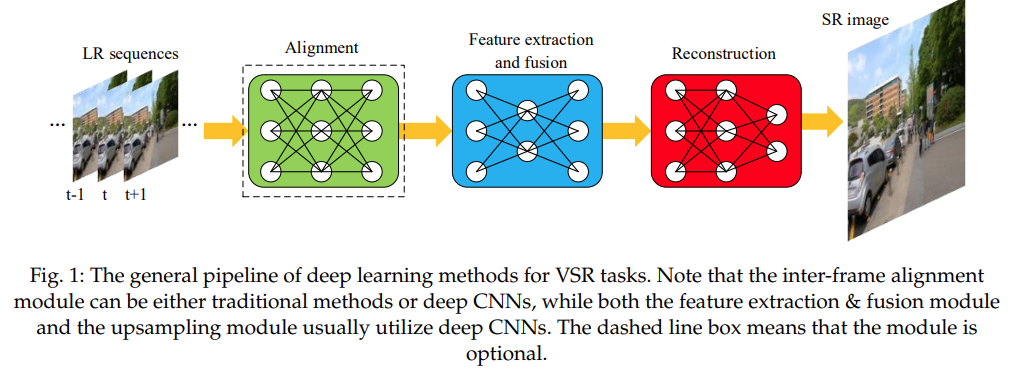 LR sequences
Alignment
Feature extraction
and fusion
Reconstruction
SR image
...
...
t-1 t t+1
Fig. 1: The general pipeline of deep learning methods for VSR tasks. Note that the inter-frame alignment
module can be either traditional methods or deep CNNs, while both the feature extraction & fusion module
and the upsampling module usually utilize deep CNNs. The dashed line box means that the module is
optional.